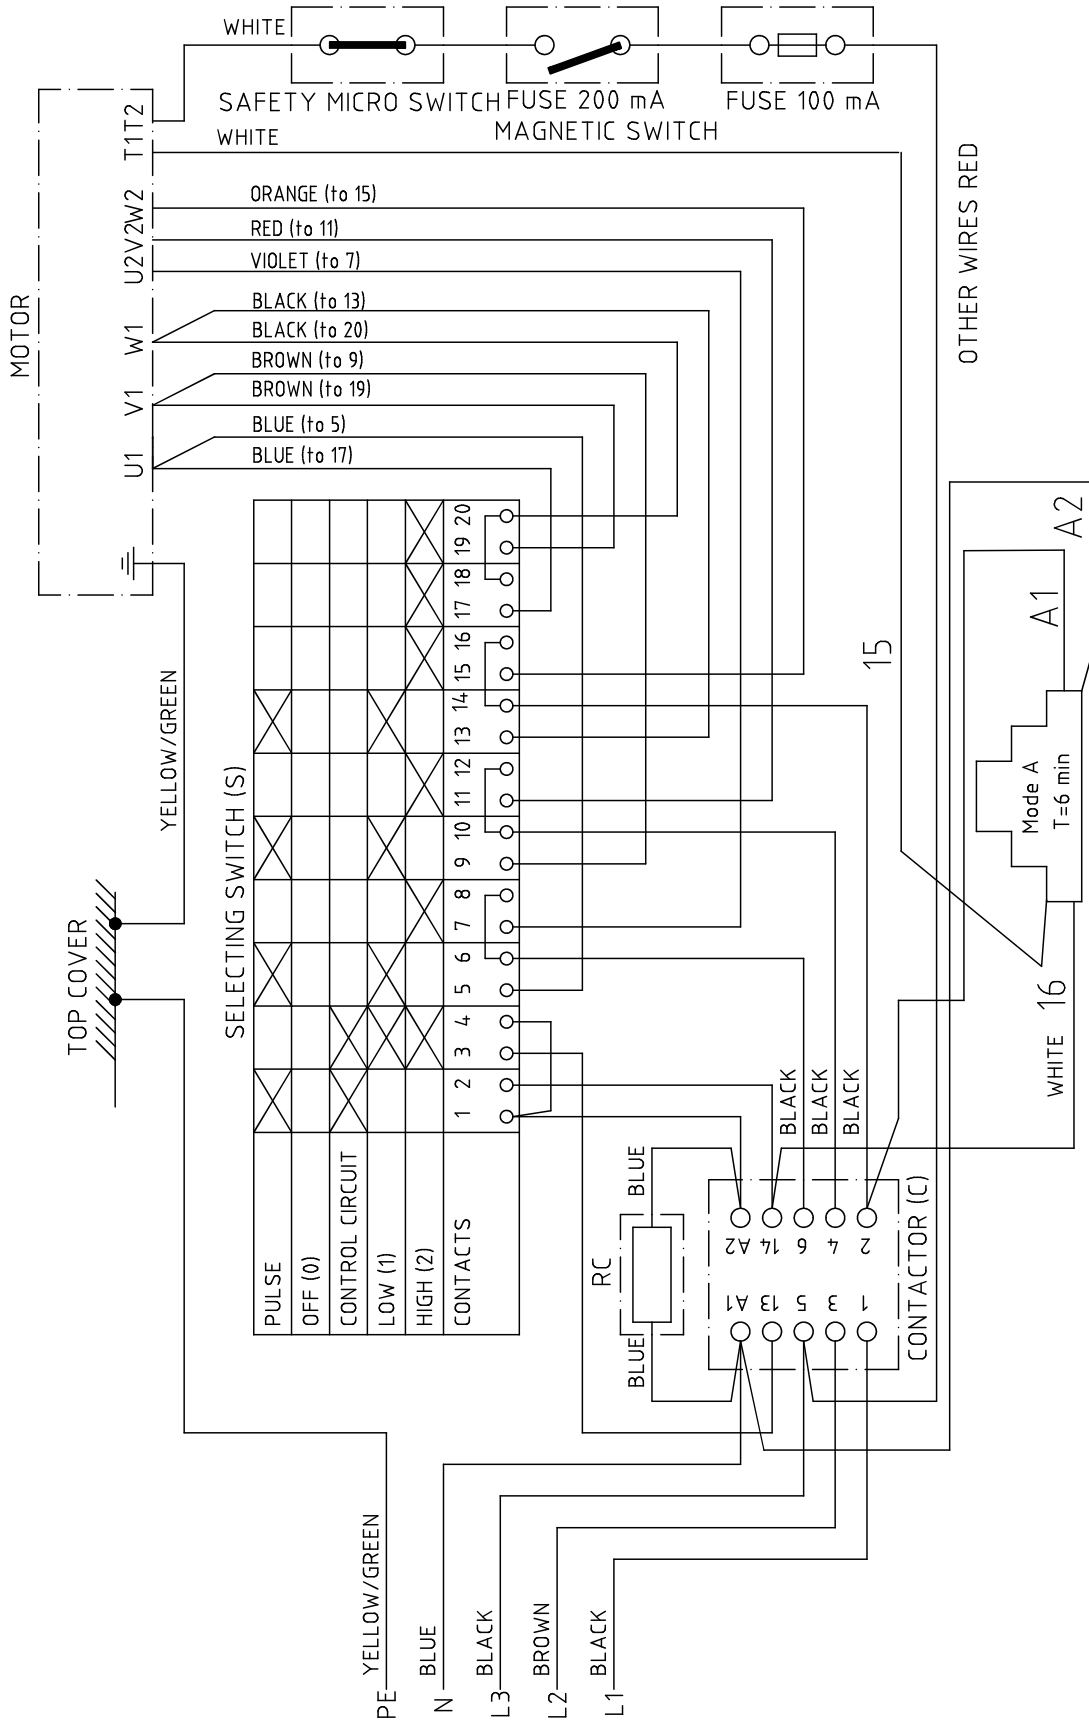 WHITE
SAFETY MICRO SWITCH
FUSE 200 mA
MAGNETIC SWITCH
FUSE 100 mA
WHITE
MOTOR
T1T2
U2V2W2
W1
V1
U1
ORANGE (to 15)
RED (to 11)
VIOLET (to 7)
BLACK (to 13)
BLACK (to 20)
BROWN (to 9)
BROWN (to 19)
BLUE (to 5)
BLUE (to 17)
OTHER WIRES RED
YELLOW/GREEN
TOP COVER
SELECTING SWITCH (S)
PULSE
OFF (0)
CONTROL CIRCUIT
LOW (1)
HIGH (2)
CONTACTS
1 2 3 4 5 6 7 8 9 10 11 12 13 14 15 16 17 18 19 20
15
A1
A2
Mode A
T=6 min
16
WHITE
BLACK
BLACK
BLACK
BLUE
RC
BLUE
A2 14 6 4 2
A1 13 5 3 1
CONTACTOR (C)
YELLOW/GREEN
PE
BLUE
N
BLACK
L3
BROWN
L2
BLACK
L1